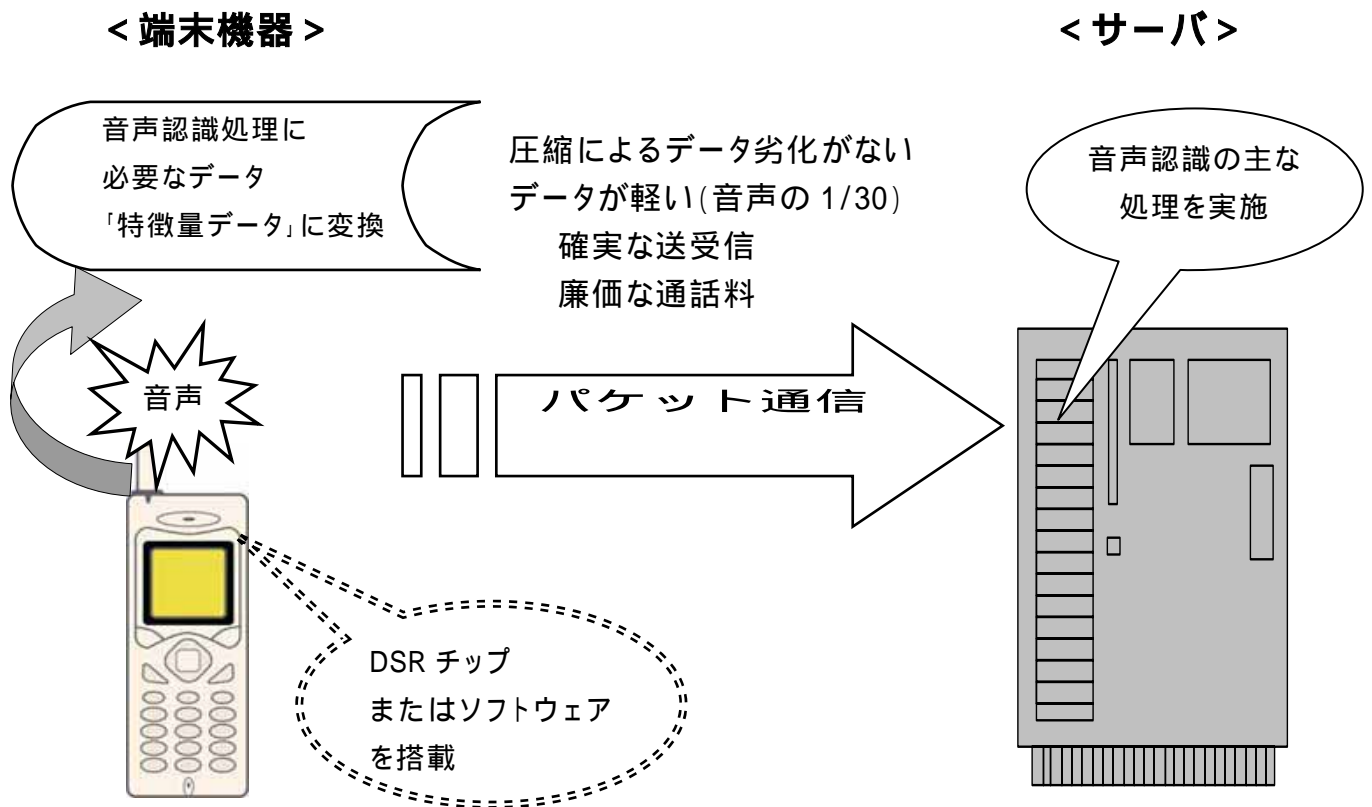 <端末機器>
<サーバ>
音声認識処理に
必要なデータ
「特徴量データ」に変換
圧縮によるデータ劣化がない
データが軽い(音声の 1/30)
確実な送受信
廉価な通話料
音声認識の主な
処理を実施
音声
パケット通信
DSR チップ
またはソフトウェア
を搭載